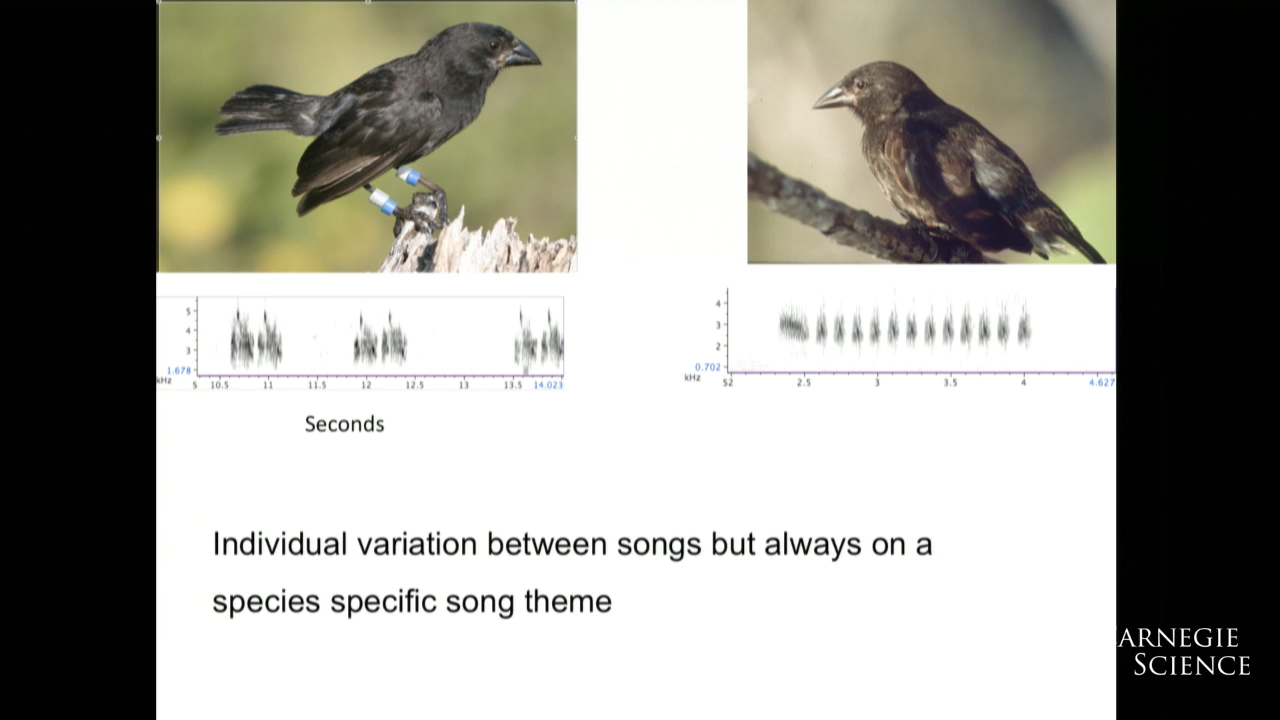 5
4
3
1.678
kHz
5 10.5 11 11.5 12 12.5 13 13.5 14.023
4
3
2
0.702
kHz
52 2.5 3 3.5 4 4.627
Seconds
Individual variation between songs but always on a
species specific song theme
ARNEGIE
SCIENCE